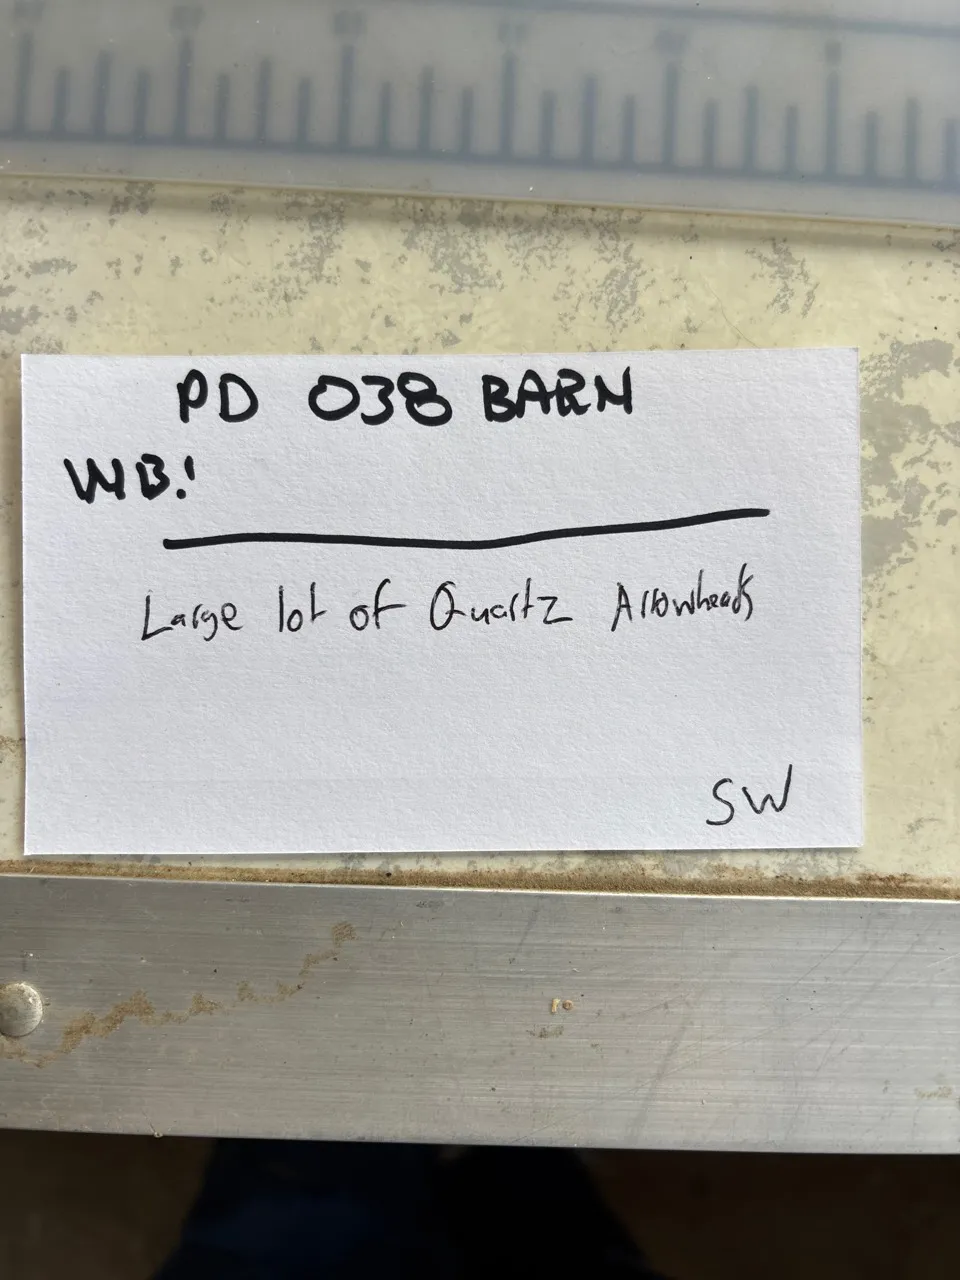 PD 038 BARN
WB!
Large lot of Quartz Arrowheads
SW